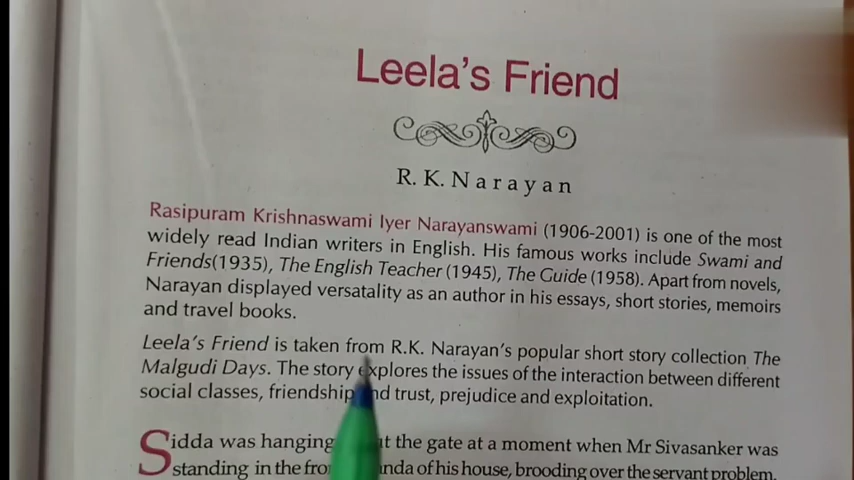 Leela's Friend
R. K. Narayan
Rasipuram Krishnaswami Iyer Narayanswami (1906-2001) is one of the most
widely read Indian writers in English. His famous works include Swami and
Friends(1935), The English Teacher (1945), The Guide (1958). Apart from novels,
Narayan displayed versatality as an author in his essays, short stories, memoirs
and travel books.
Leela's Friend is taken from R.K. Narayan's popular short story collection The
Malgudi Days. The story explores the issues of the interaction between different
social classes, friendship and trust, prejudice and exploitation.
Sidda was hanging the gate at a moment when Mr Sivasanker was
standing in the of his house, brooding over the servant problem.